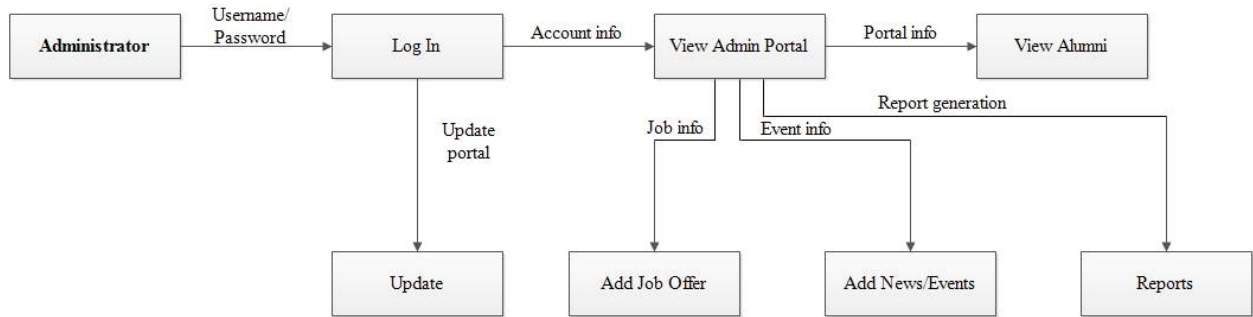 Username/
Password
Administrator
Log In
Account info
View Admin Portal
Portal info
View Alumni
Report generation
Update
portal
Job info
Event info
Update
Add Job Offer
Add News/Events
Reports